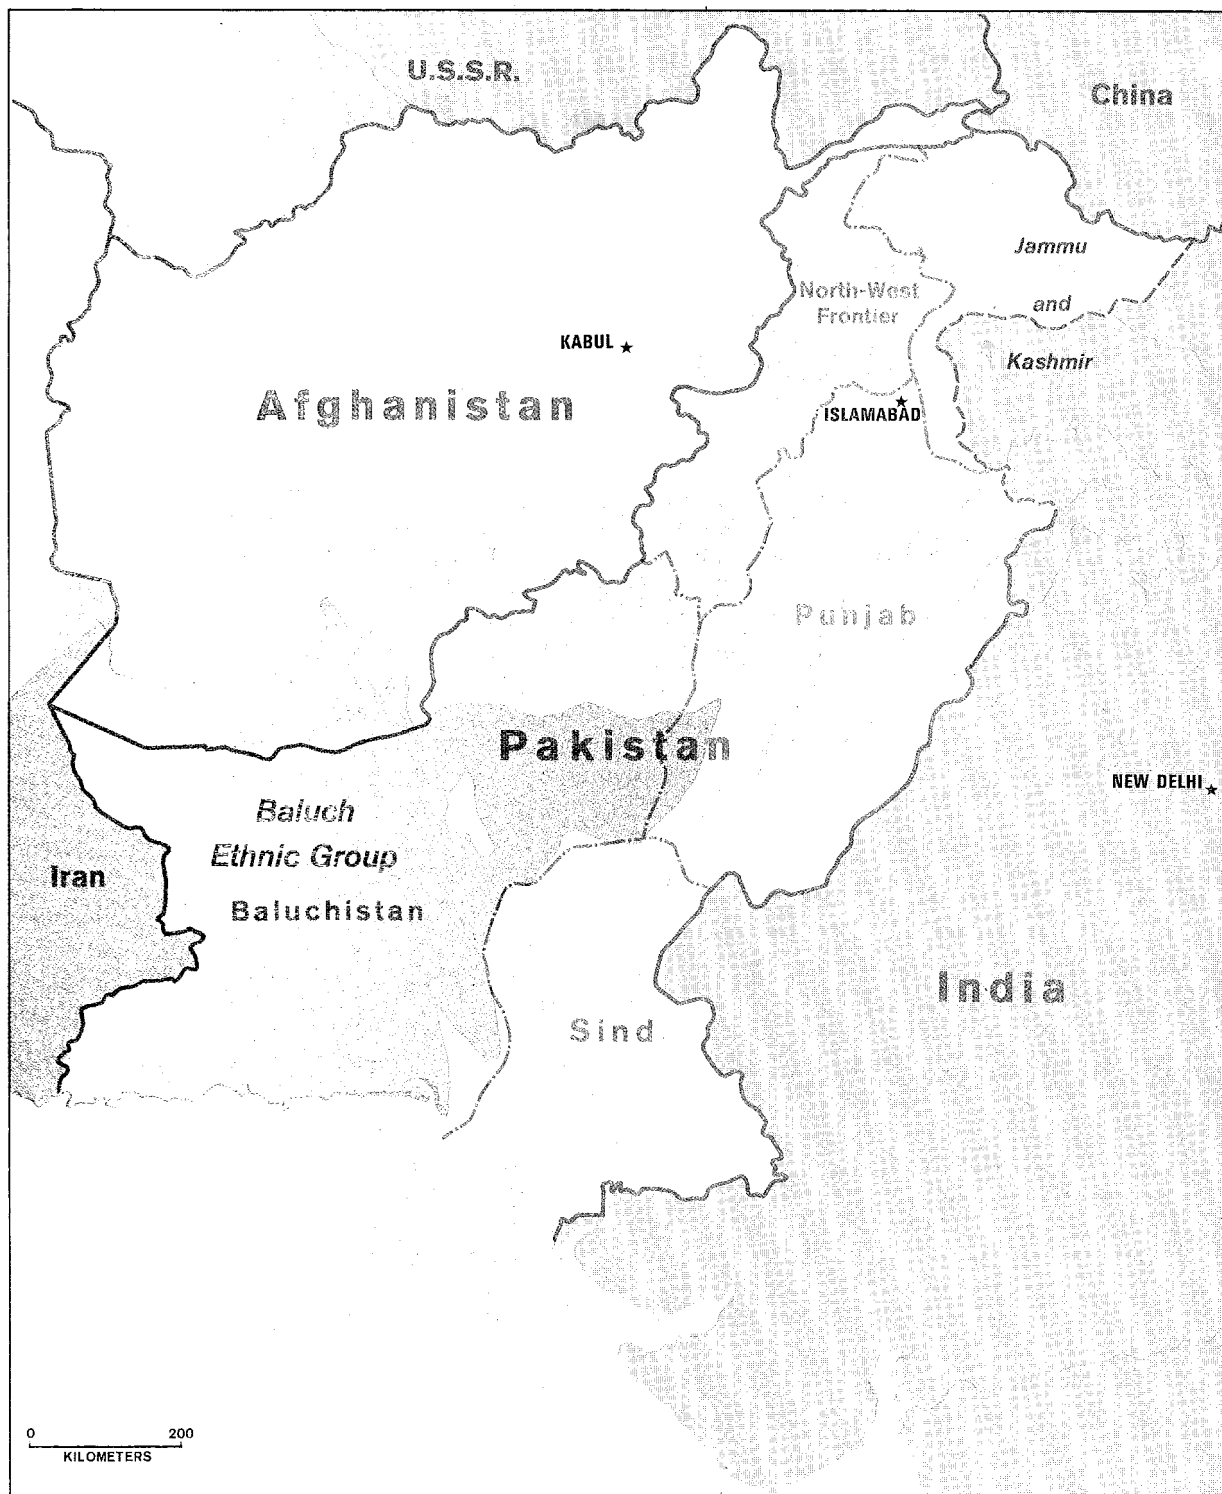 U.S.S.R.
China
Jammu
and
Kashmir
North-West
Frontier
KABUL
Afghanistan
ISLAMABAD
Punjab
Pakistan
NEW DELHI
Baluch
Ethnic Group
Iran
Baluchistan
India
Sind
0 200
KILOMETERS